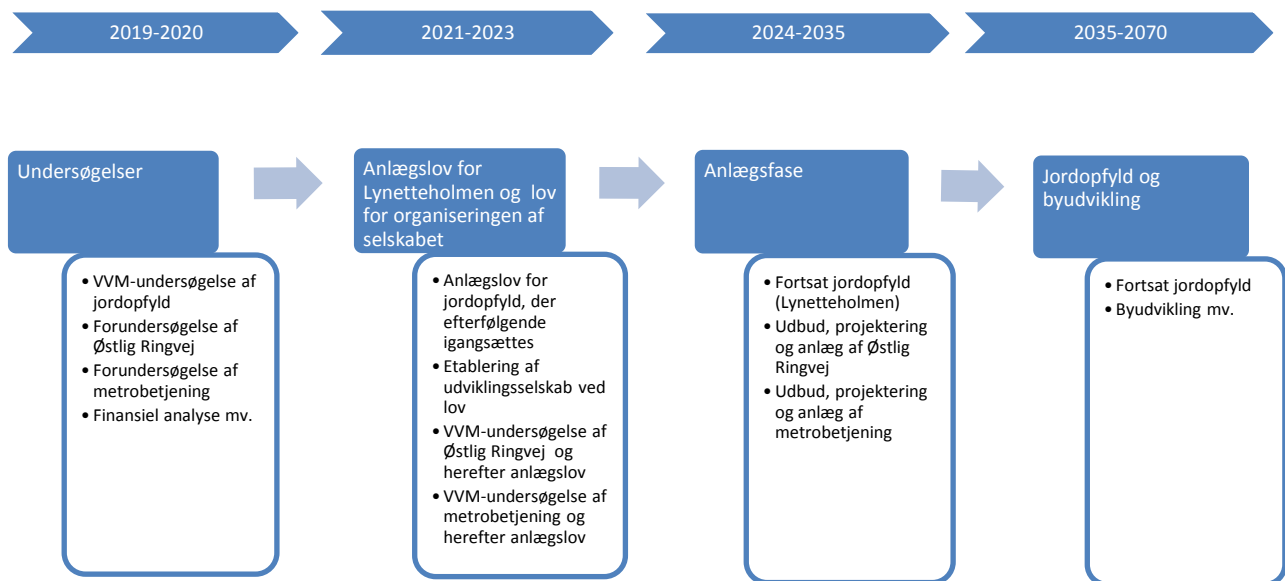 2019-2020
2021-2023
2024-2035
2035-2070
Undersøgelser
• VVM-undersøgelse af
jordopfyld
• Forundersøgelse af
Østlig Ringvej
• Forundersøgelse af
metrobetjening
• Finansiel analyse mv.
Anlægslov for
Lynetteholmen og lov
for organiseringen af
selskabet
• Anlægslov for
jordopfyld, der
efterfølgende
igangsættes
• Etablering af
udviklingsselskab ved
lov
• VVM-undersøgelse af
Østlig Ringvej og
herefter anlægslov
• VVM-undersøgelse af
metrobetjening og
herefter anlægslov
Anlægsfase
• Fortsat jordopfyld
(Lynetteholmen)
• Udbud, projektering
og anlæg af Østlig
Ringvej
• Udbud, projektering
og anlæg af
metrobetjening
Jordopfyld og
byudvikling
• Fortsat jordopfyld
• Byudvikling mv.